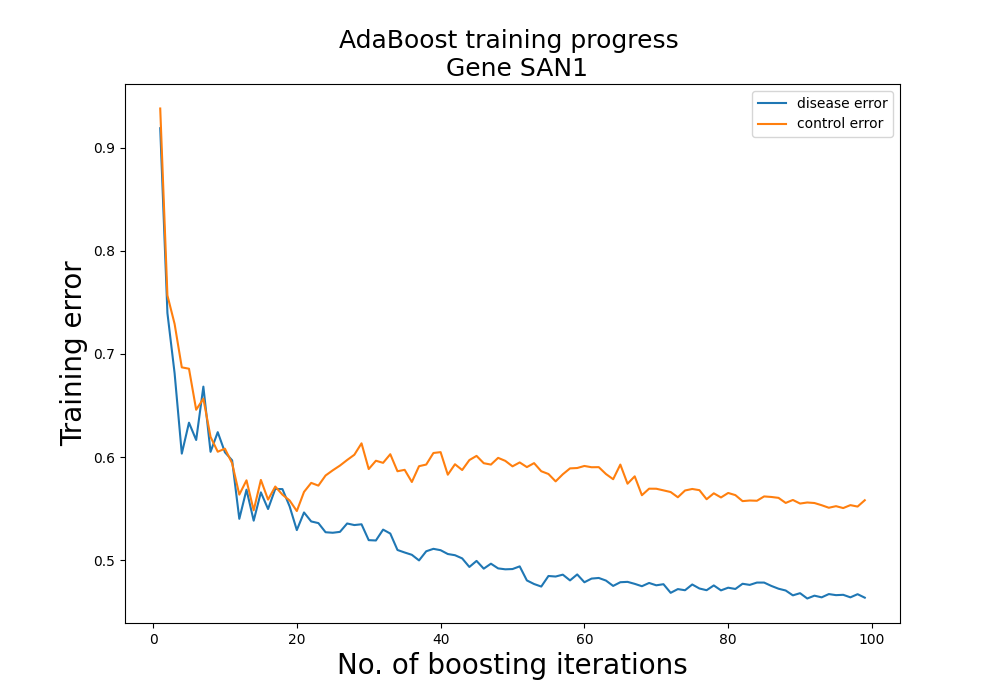 AdaBoost training progress
Gene SAN1
disease error
control error
Training error
0.9
0.8
0.7
0.6
0.5
0 20 40 60 80 100
No. of boosting iterations